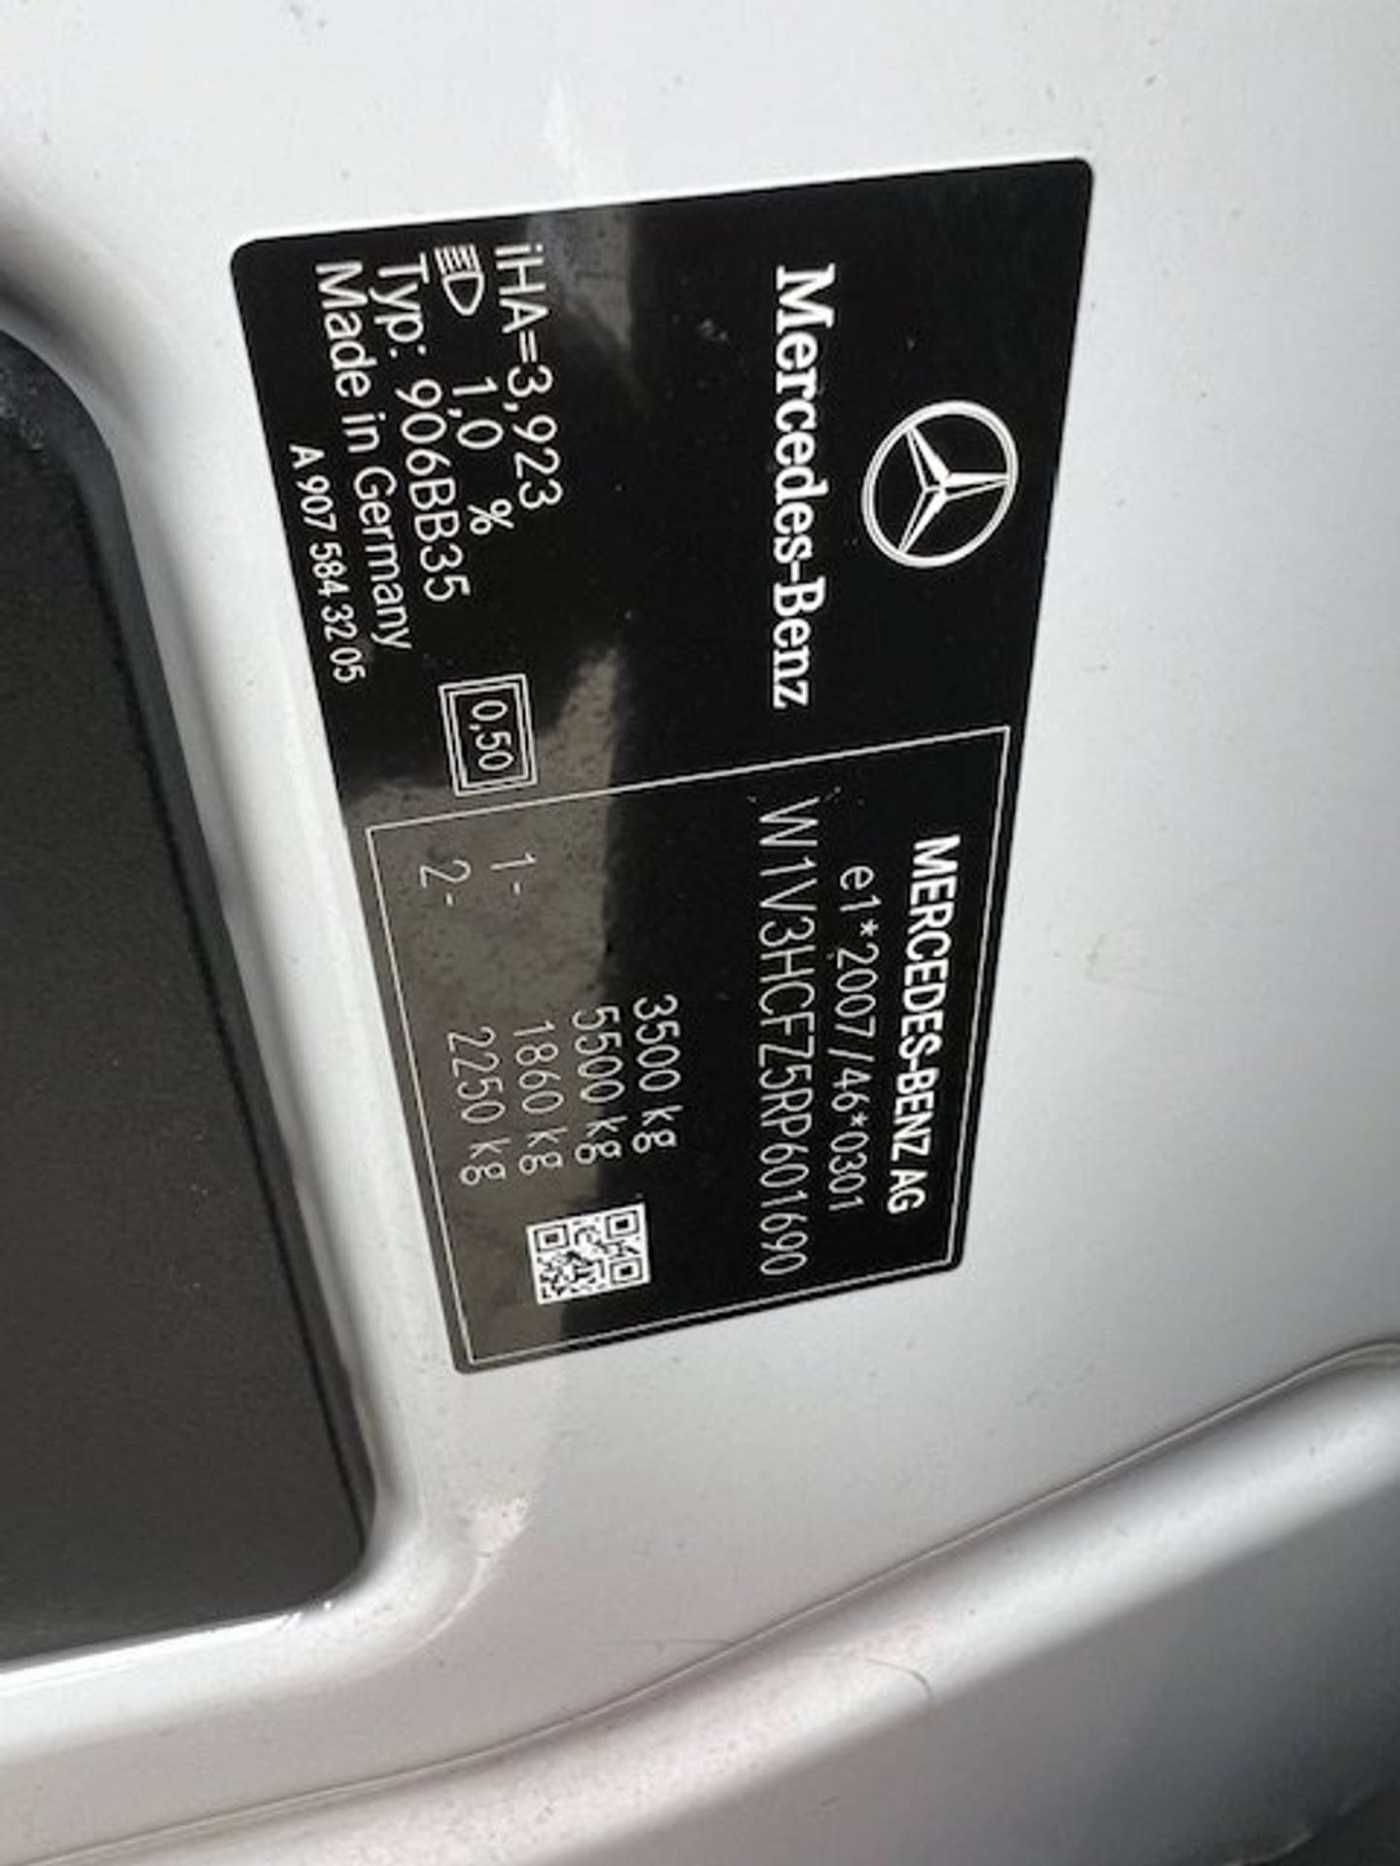 Mercedes-Benz
iHA=3,923
1,0 %
Typ: 906BB35
Made in Germany
A 907 584 32 05
0,50
MERCEDES-BENZ AG
e1*2007/46*0301
W1V3HCFZ5RP601690
3500 kg
5500 kg
1- 1860 kg
2- 2250 kg